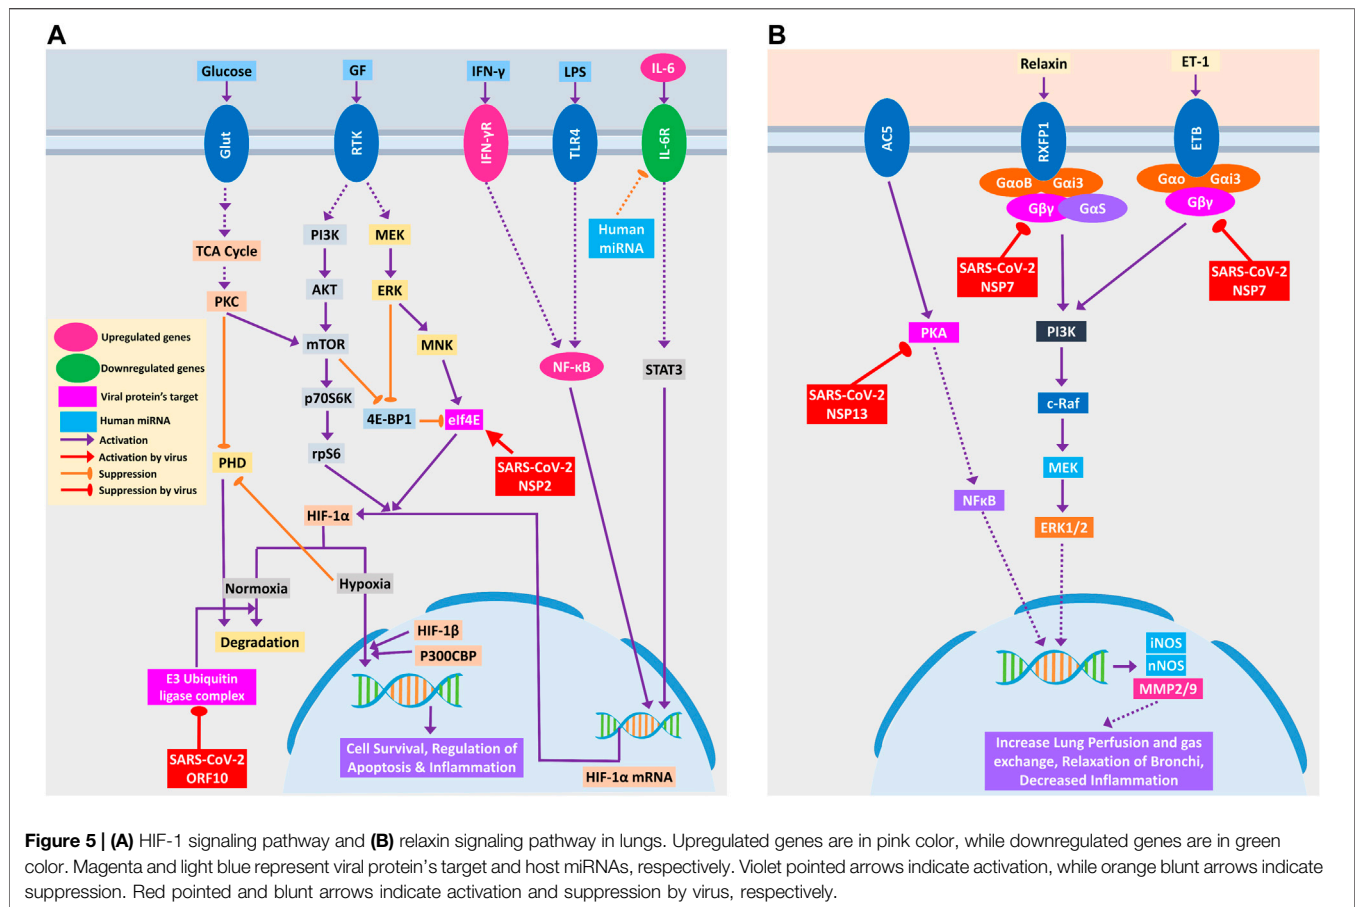 A
Glucose
GF
IFN-γ
LPS
IL-6
Glut
RTK
IFN-γR
TLR4
IL-6R
Human
miRNA
PI3K
MEK
TCA Cycle
AKT
ERK
PKC
mTOR
MNK
NF-κB
STAT3
p70S6K
4E-BP1
eIf4E
rpS6
PHD
SARS-CoV-2
NSP2
Upregulated genes
Downregulated genes
Viral protein's target
Human miRNA
Activation
Activation by virus
Suppression
Suppression by virus
HIF-1α
Normoxia
Hypoxia
Degradation
HIF-1β
P300CBP
E3 Ubiquitin
ligase complex
SARS-CoV-2
ORF10
Cell Survival, Regulation of
Apoptosis & Inflammation
HIF-1α mRNA
B
Relaxin
ET-1
AC5
RXFP1
ETB
GαoB
Gαi3
Gβγ
GαS
Gαo
Gαi3
Gβγ
SARS-CoV-2
NSP7
SARS-CoV-2
NSP7
PKA
PI3K
SARS-CoV-2
NSP13
c-Raf
MEK
NFκB
ERK1/2
iNOS
nNOS
MMP2/9
Increase Lung Perfusion and gas
exchange, Relaxation of Bronchi,
Decreased Inflammation
Figure 5 | (A) HIF-1 signaling pathway and (B) relaxin signaling pathway in lungs. Upregulated genes are in pink color, while downregulated genes are in green
color. Magenta and light blue represent viral protein's target and host miRNAs, respectively. Violet pointed arrows indicate activation, while orange blunt arrows indicate
suppression. Red pointed and blunt arrows indicate activation and suppression by virus, respectively.